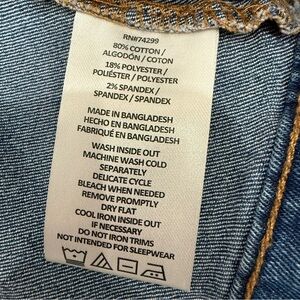 RN#74299
80% COTTON /
ALGODÓN / COTON
18% POLYESTER /
POLIÉSTER / POLYESTER
2% SPANDEX /
SPANDEX / SPANDEX
MADE IN BANGLADESH
HECHO EN BANGLADESH
FABRIQUÉ EN BANGLADESH
WASH INSIDE OUT
MACHINE WASH COLD
SEPARATELY
DELICATE CYCLE
BLEACH WHEN NEEDED
REMOVE PROMPTLY
DRY FLAT
COOL IRON INSIDE OUT
IF NECESSARY
DO NOT IRON TRIMS
NOT INTENDED FOR SLEEPWEAR